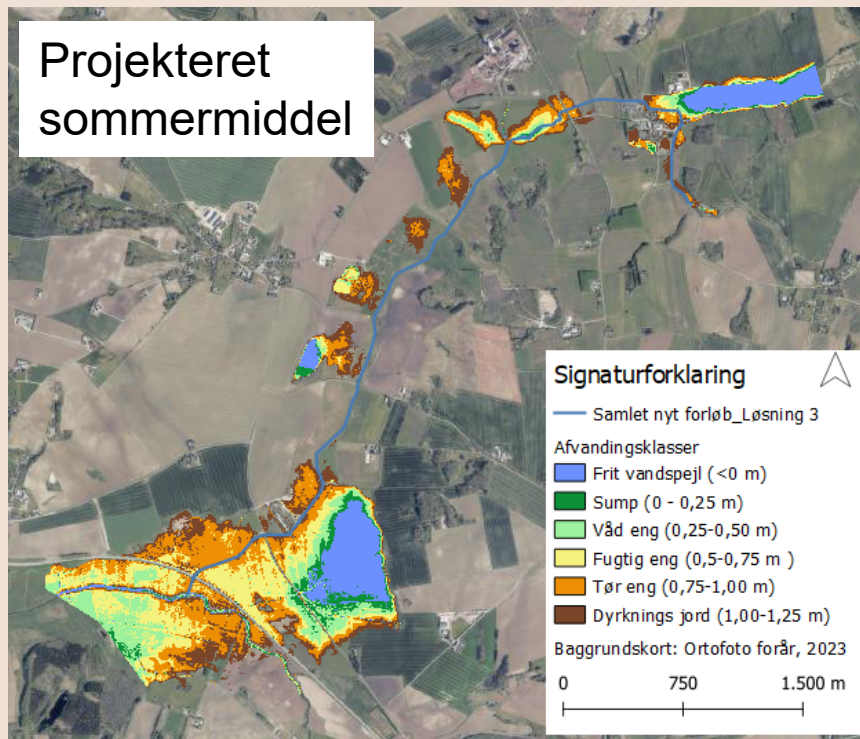 Projekteret
sommermiddel
Signaturforklaring
Samlet nyt forløb_Løsning 3
Afvandingsklasser
Frit vandspejl (<0 m)
Sump (0 - 0,25 m)
Våd eng (0,25-0,50 m)
Fugtig eng (0,5-0,75 m )
Tør eng (0,75-1,00 m)
Dyrknings jord (1,00-1,25 m)
Baggrundskort: Ortofoto forår, 2023
0 750 1.500 m